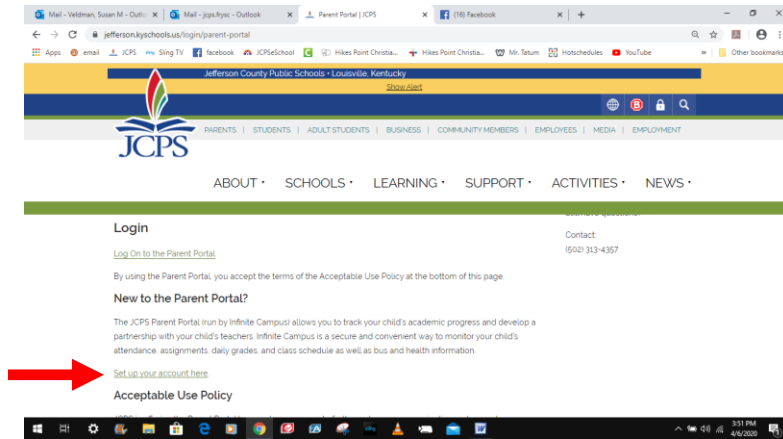 Mail - Veldman, Susan M - Outlo
Mail - jcps.frysc - Outlook
Parent Portal | JCPS
(16) Facebook
jefferson.kyschools.us/login/parent-portal
Apps email JCPS Sling TV facebook JCPSeSchool Hikes Point Christia... Hikes Point Christia... Mr. Tatum Hotschedules YouTube » Other bookmarks
Jefferson County Public Schools • Louisville, Kentucky
Show Alert
B
PARENTS | STUDENTS | ADULT STUDENTS | BUSINESS | COMMUNITY MEMBERS | EMPLOYEES | MEDIA | EMPLOYMENT
JCPS
ABOUT • SCHOOLS • LEARNING • SUPPORT • ACTIVITIES • NEWS •
Login
Contact:
(502) 313-4357
Log On to the Parent Portal
By using the Parent Portal, you accept the terms of the Acceptable Use Policy at the bottom of this page.
New to the Parent Portal?
The JCPS Parent Portal (run by Infinite Campus) allows you to track your child's academic progress and develop a
partnership with your child's teachers. Infinite Campus is a secure and convenient way to monitor your child's
attendance, assignments, daily grades, and class schedule as well as bus and health information.
Set up your account here.
Acceptable Use Policy
3:51 PM
4/6/2020